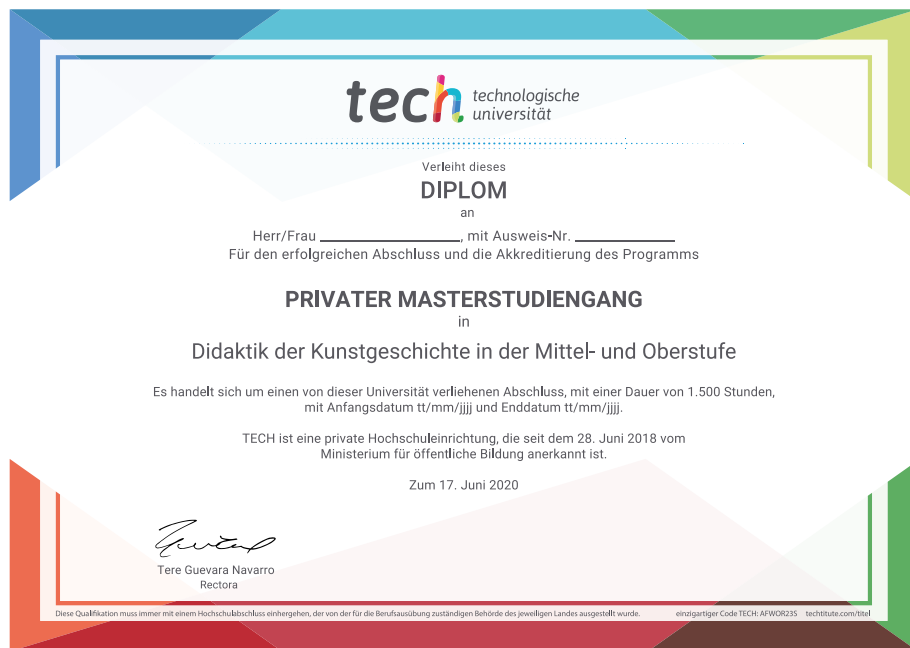 tech technologische
universität
Verleiht dieses
DIPLOM
an
Herr/Frau ____________, mit Ausweis-Nr. ____________
Für den erfolgreichen Abschluss und die Akkreditierung des Programms
PRIVATER MASTERSTUDIENGANG
in
Didaktik der Kunstgeschichte in der Mittel- und Oberstufe
Es handelt sich um einen von dieser Universität verliehenen Abschluss, mit einer Dauer von 1.500 Stunden,
mit Anfangsdatum tt/mm/jjjj und Enddatum tt/mm/jjjj.
TECH ist eine private Hochschuleinrichtung, die seit dem 28. Juni 2018 vom
Ministerium für öffentliche Bildung anerkannt ist.
Zum 17. Juni 2020
Tere Guevara Navarro
Rectora
Diese Qualifikation muss immer mit einem Hochschulabschluss einhergehen, der von der für die Berufsausübung zuständigen Behörde des jeweiligen Landes ausgestellt wurde. einzigartiger Code TECH: AFWOR23S techtitute.com/titel